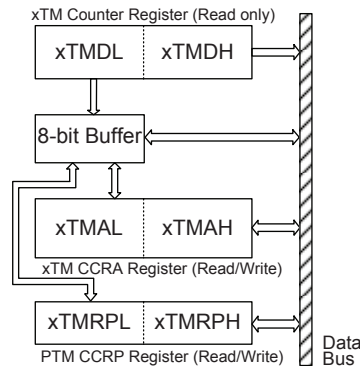 xTM Counter Register (Read only)
xTMDL xTMDH
8-bit Buffer
xTMAL xTMAH
xTM CCRA Register (Read/Write)
xTMRPL xTMRPH
PTM CCRP Register (Read/Write)
Data
Bus